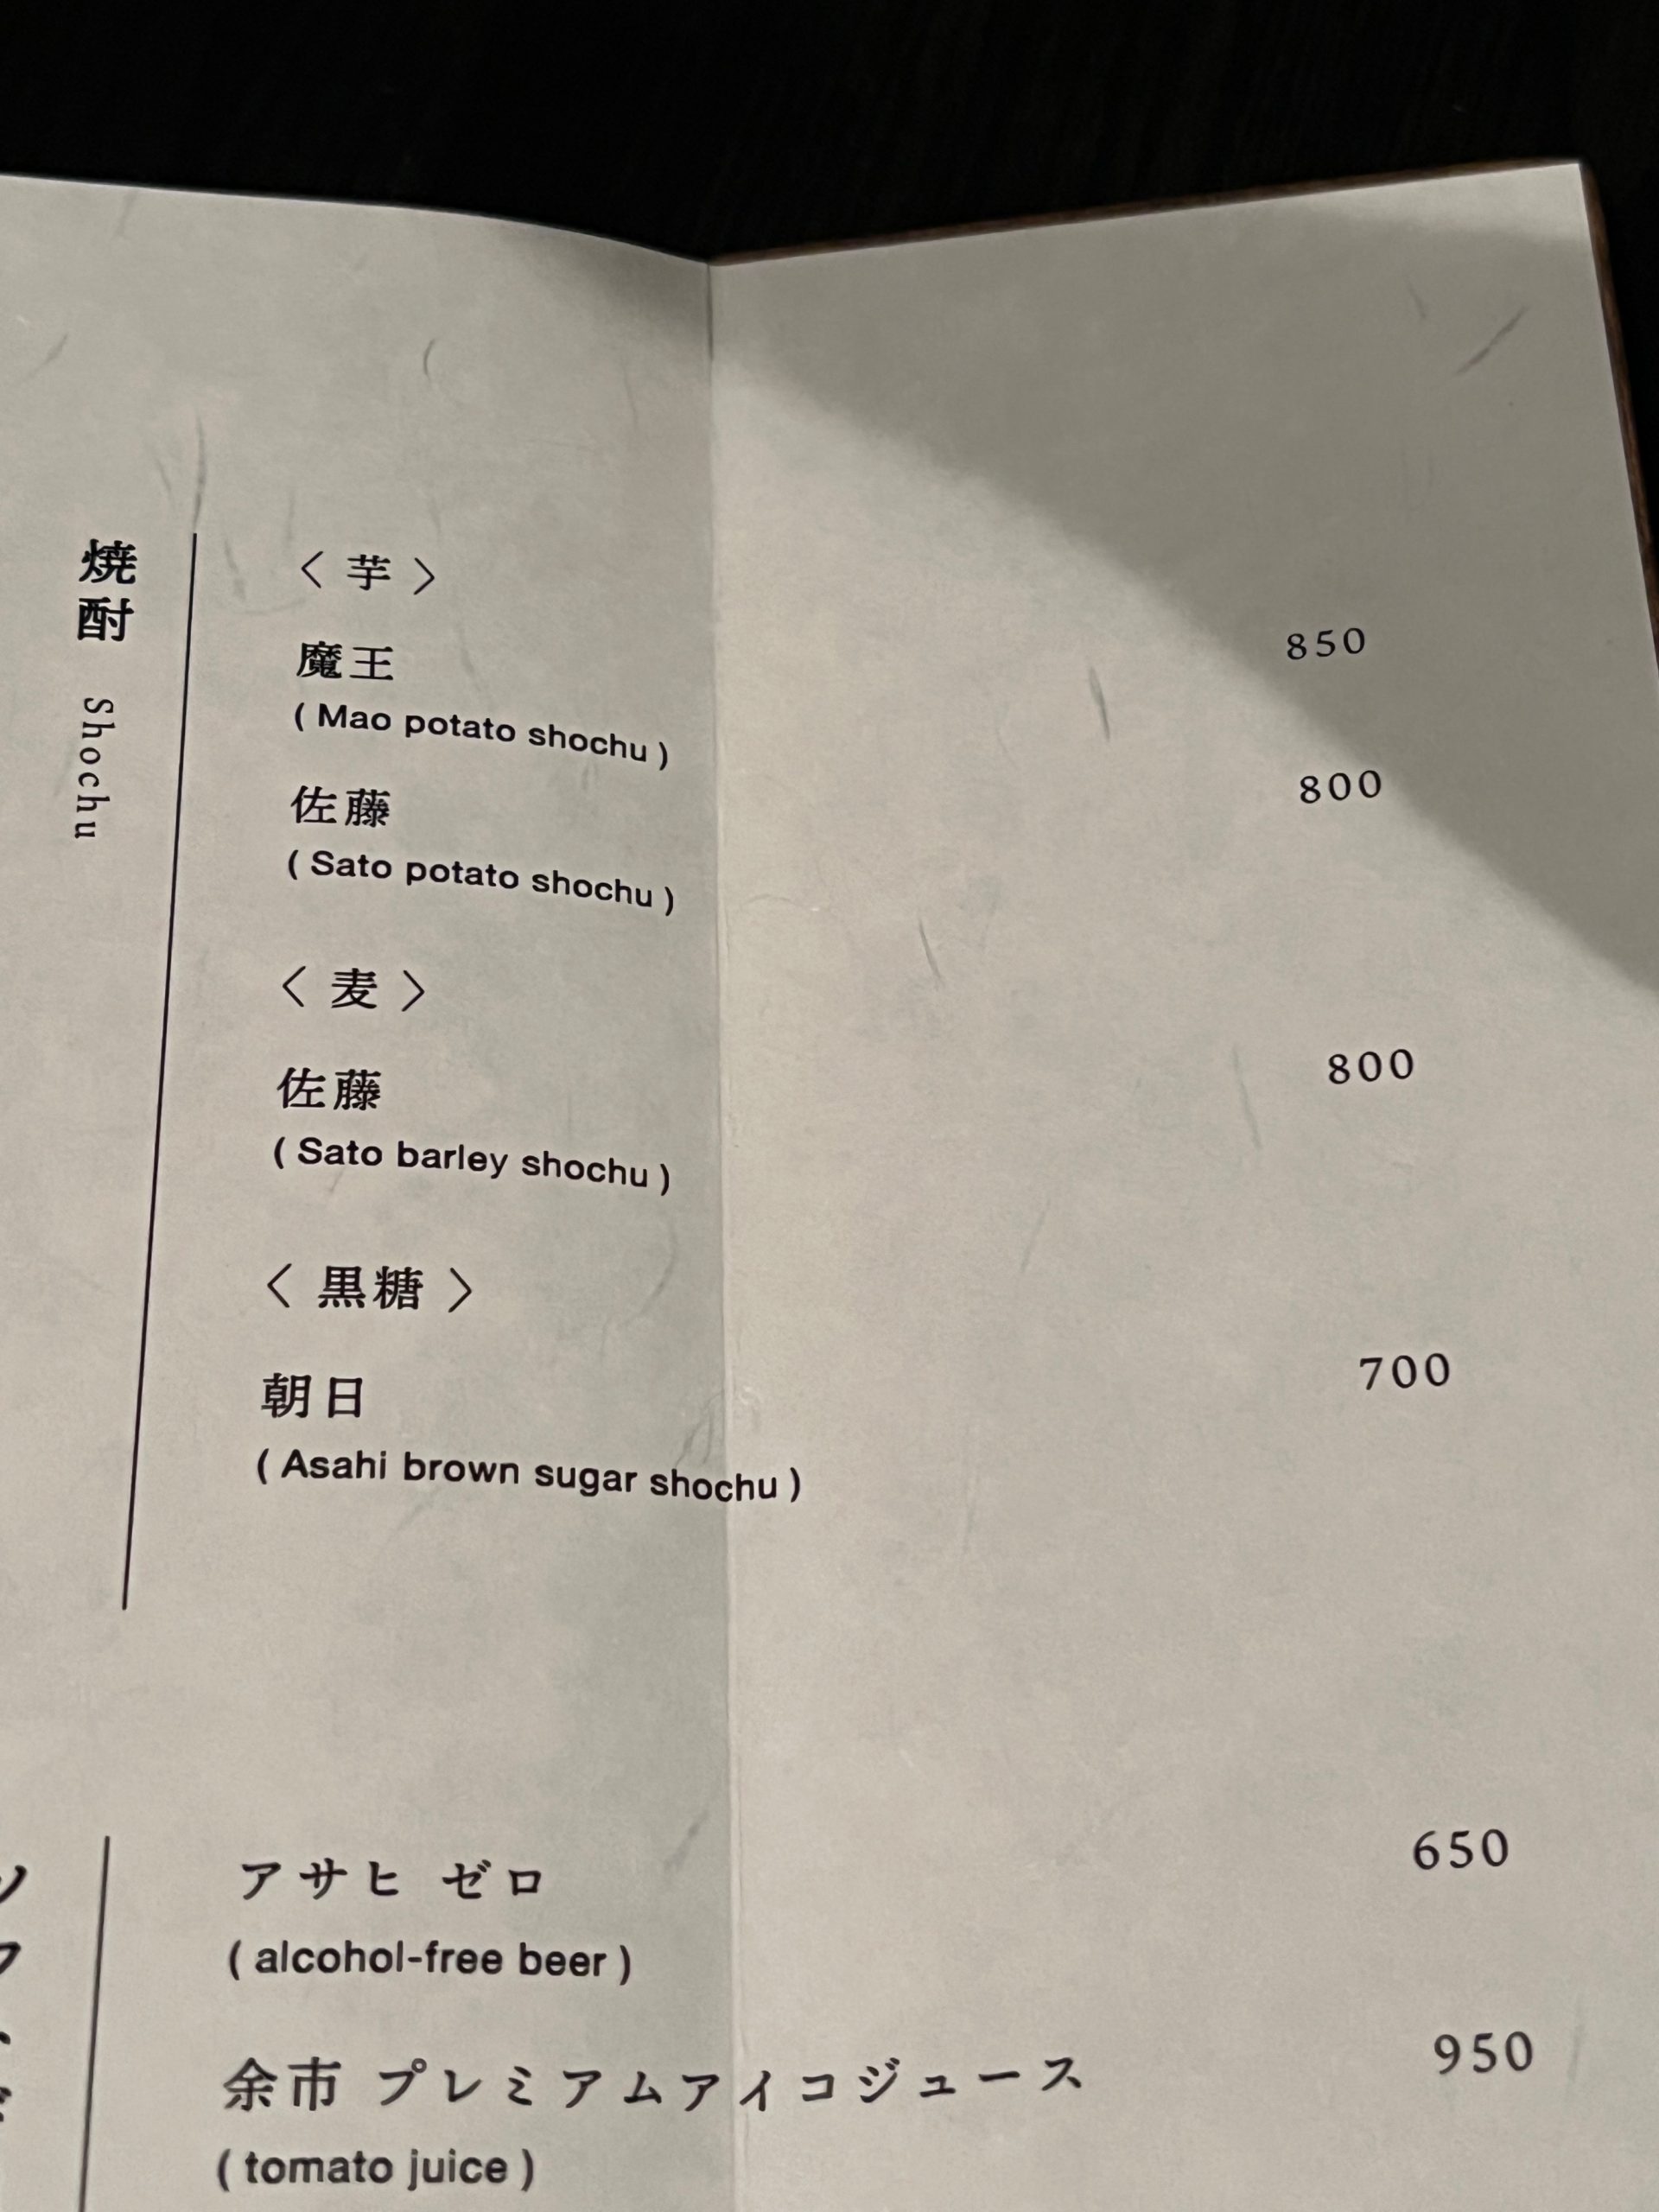 焼酎 Shochu
〈 芋 〉
魔王 850
( Mao potato shochu )
佐藤 800
( Sato potato shochu )
〈 麦 〉
佐藤 800
( Sato barley shochu )
〈 黒糖 〉
朝日 700
( Asahi brown sugar shochu )
アサヒ ゼロ 650
( alcohol-free beer )
余市 プレミアムアイコジュース 950
( tomato juice )